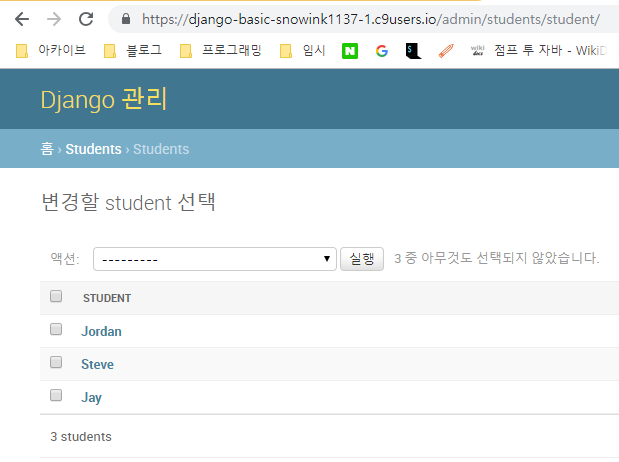 https://django-basic-snowink1137-1.c9users.io/admin/students/student/
아카이브 블로그 프로그래밍 임시 N G S wiki docs 점프 투 자바 - WikiD
Django 관리
홈 › Students › Students
변경할 student 선택
액션: --------- 실행 3 중 아무것도 선택되지 않았습니다.
STUDENT
Jordan
Steve
Jay
3 students